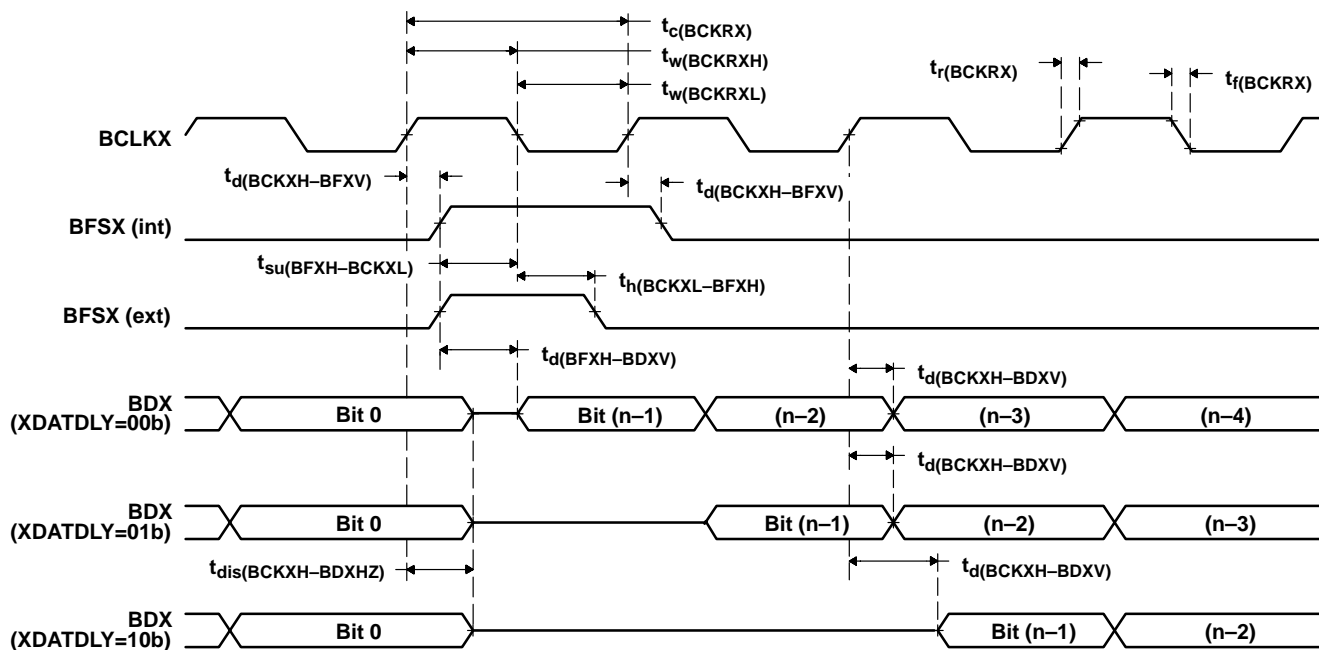 tc(BCKRX)
tw(BCKRXH)
tw(BCKRXL)
tr(BCKRX)
tf(BCKRX)
BCLKX
td(BCKXH–BFXV)
td(BCKXH–BFXV)
BFSX (int)
tsu(BFXH–BCKXL)
th(BCKXL–BFXH)
BFSX (ext)
td(BFXH–BDXV)
td(BCKXH–BDXV)
BDX
(XDATDLY=00b)
Bit 0
Bit (n–1)
(n–2)
(n–3)
(n–4)
td(BCKXH–BDXV)
BDX
(XDATDLY=01b)
Bit 0
Bit (n–1)
(n–2)
(n–3)
tdis(BCKXH–BDXHZ)
td(BCKXH–BDXV)
BDX
(XDATDLY=10b)
Bit 0
Bit (n–1)
(n–2)